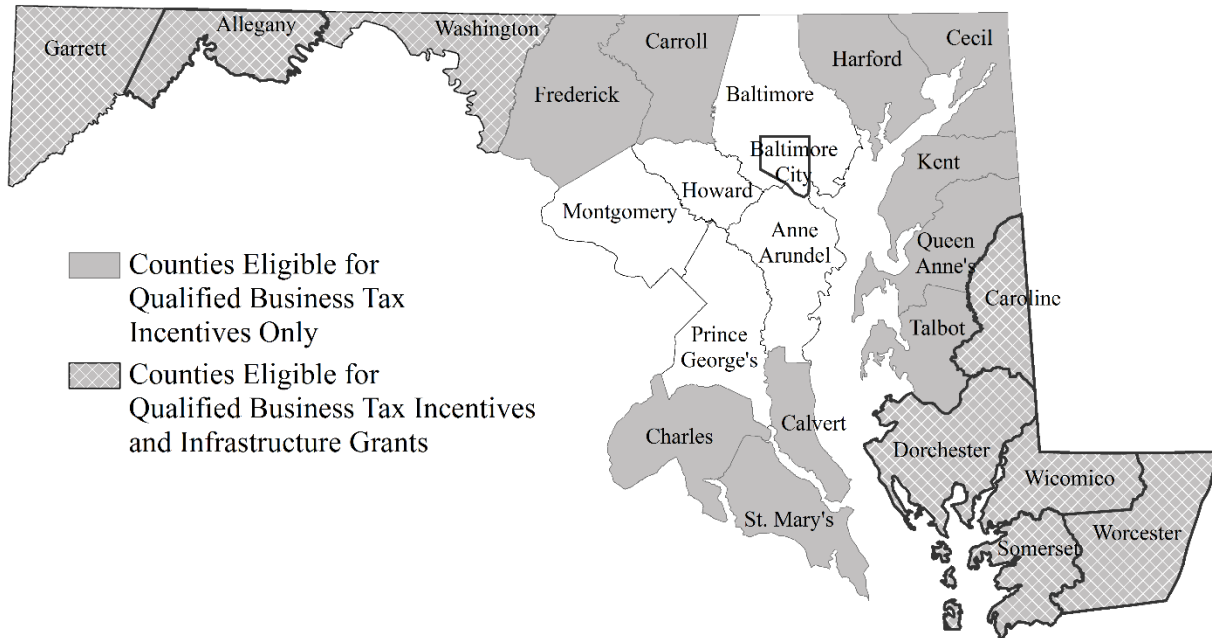 Garrett
Allegany
Washington
Frederick
Carroll
Baltimore
Harford
Cecil
Baltimore
City
Howard
Montgomery
Anne
Arundel
Kent
Queen
Anne's
Caroline
Talbot
Prince
George's
Calvert
Charles
St. Mary's
Dorchester
Wicomico
Worcester
Somerset
Counties Eligible for
Qualified Business Tax
Incentives Only
Counties Eligible for
Qualified Business Tax Incentives
and Infrastructure Grants